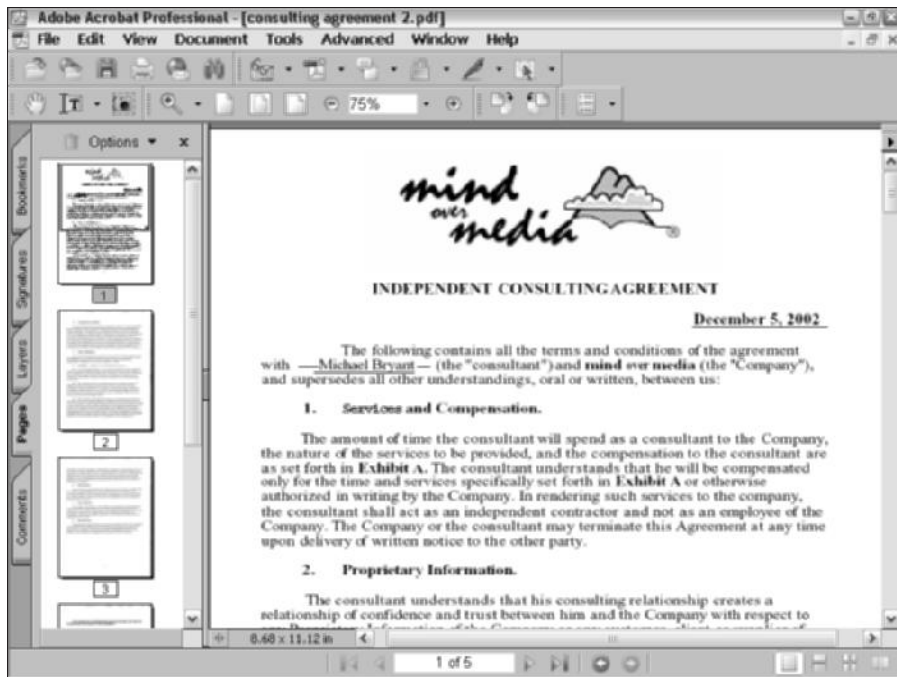 Adobe Acrobat Professional - [consulting agreement 2.pdf]
File Edit View Document Tools Advanced Window Help
75%
Options
Bookmarks
Signatures
Layers
Pages
Comments
1
2
3
mind
over
media
INDEPENDENT CONSULTING AGREEMENT
December 5, 2002
The following contains all the terms and conditions of the agreement
with —Michael Bryant— (the "consultant") and mind over media (the "Company"),
and supersedes all other understandings, oral or written, between us:
1. Services and Compensation.
The amount of time the consultant will spend as a consultant to the Company,
the nature of the services to be provided, and the compensation to the consultant are
as set forth in Exhibit A. The consultant understands that he will be compensated
only for the time and services specifically set forth in Exhibit A or otherwise
authorized in writing by the Company. In rendering such services to the company,
the consultant shall act as an independent contractor and not as an employee of the
Company. The Company or the consultant may terminate this Agreement at any time
upon delivery of written notice to the other party.
2. Proprietary Information.
The consultant understands that his consulting relationship creates a
relationship of confidence and trust between him and the Company with respect to
8.68 x 11.12 in
1 of 5